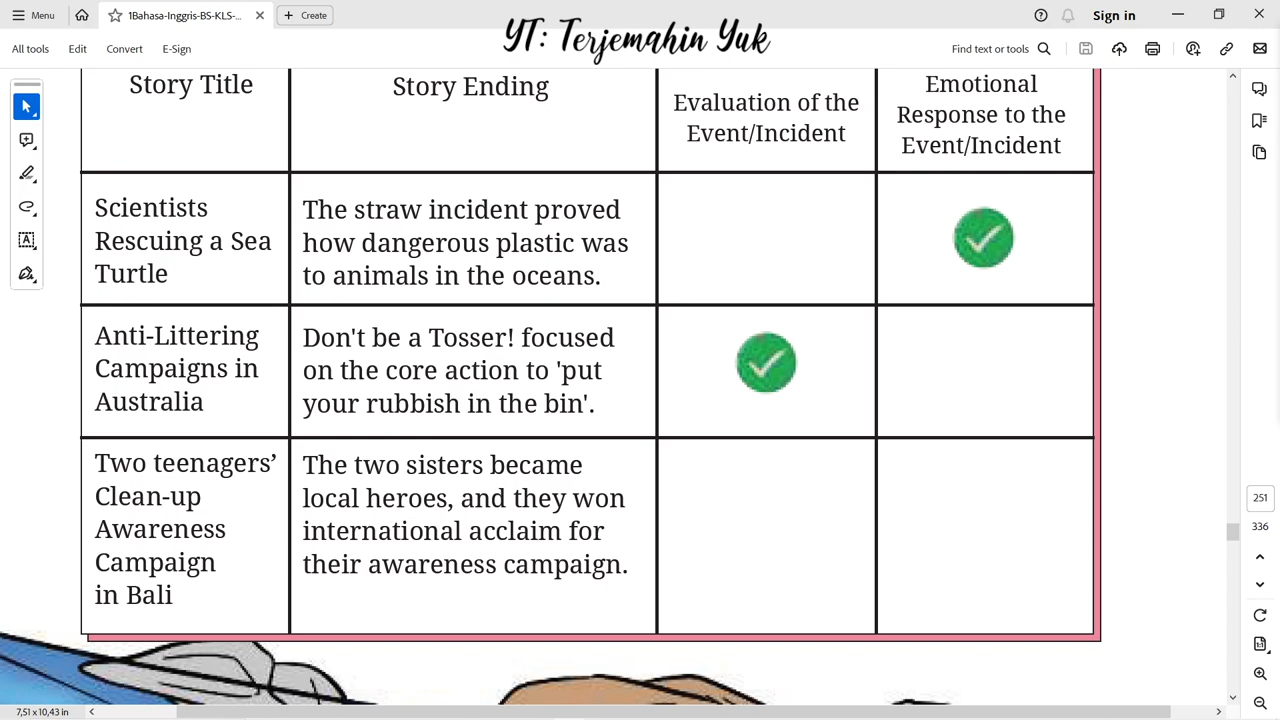 Menu
1Bahasa-Inggris-BS-KLS-...
Create
Sign in
All tools
Edit
Convert
E-Sign
YT: Terjemahin Yuk
Find text or tools
Story Title
Story Ending
Evaluation of the
Event/Incident
Emotional
Response to the
Event/Incident
Scientists
Rescuing a Sea
Turtle
The straw incident proved
how dangerous plastic was
to animals in the oceans.
Anti-Littering
Campaigns in
Australia
Don't be a Tosser! focused
on the core action to 'put
your rubbish in the bin'.
Two teenagers’
Clean-up
Awareness
Campaign
in Bali
The two sisters became
local heroes, and they won
international acclaim for
their awareness campaign.
251
336
7,51 x 10,43 in